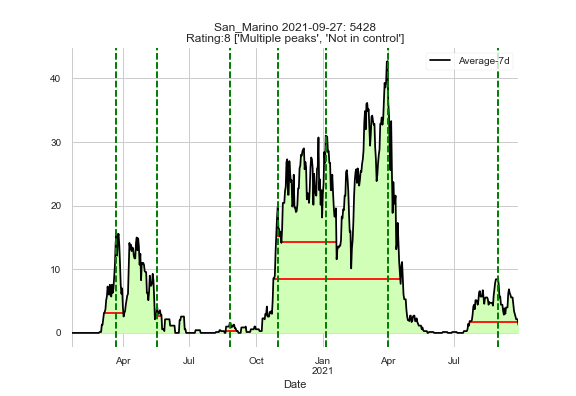 San_Marino 2021-09-27: 5428
Rating:8 ['Multiple peaks', 'Not in control']
Average-7d
40
30
20
10
0
Apr
Jul
Oct
Jan
2021
Apr
Jul
Date